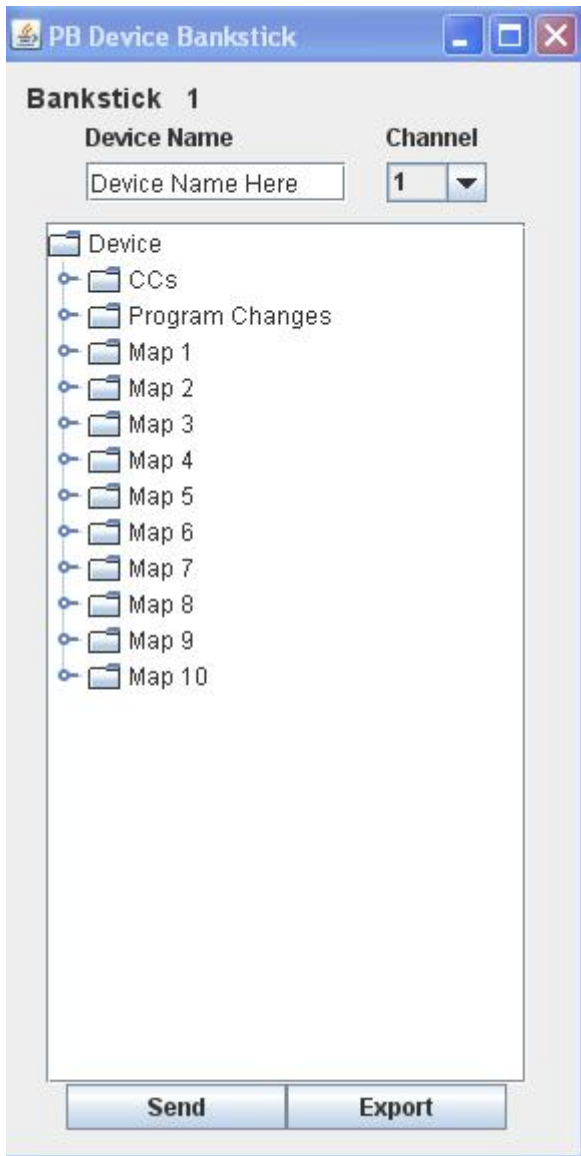 PB Device Bankstick
Bankstick 1
Device Name Channel
Device Name Here 1
Device
CCs
Program Changes
Map 1
Map 2
Map 3
Map 4
Map 5
Map 6
Map 7
Map 8
Map 9
Map 10
Send Export